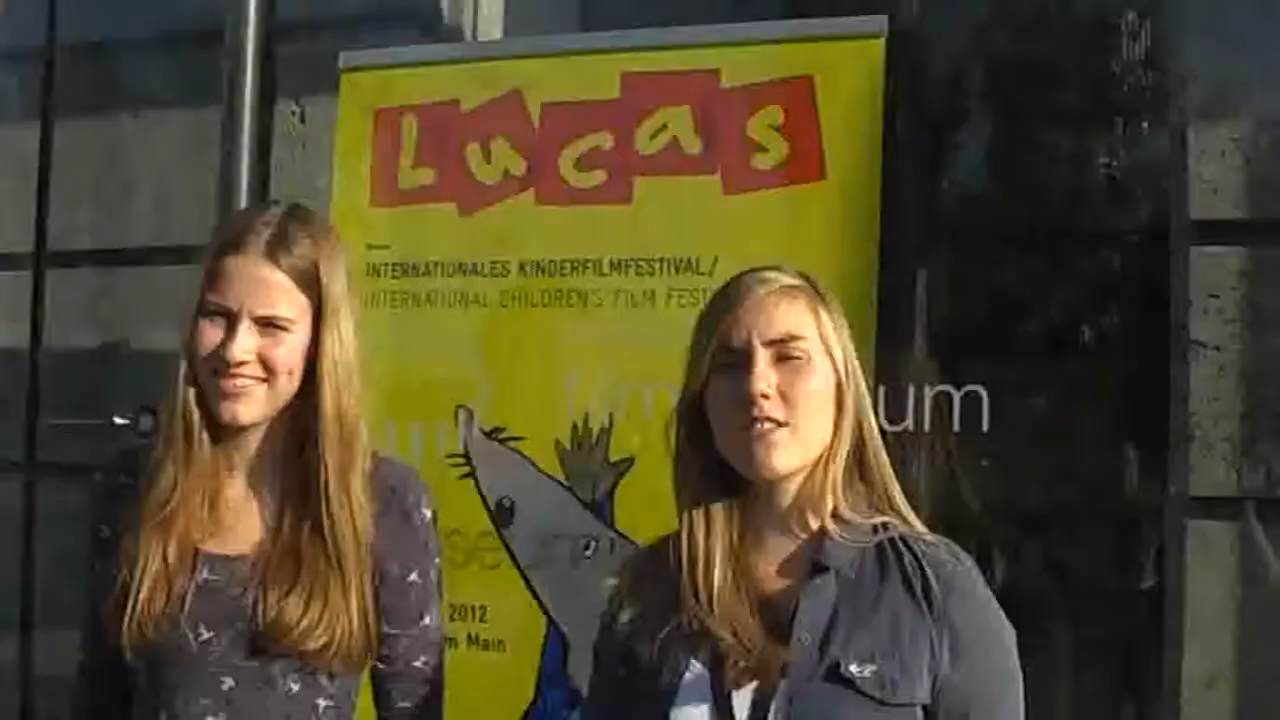 Lucas
INTERNATIONALES KINDERFILMFESTIVAL/
INTERNATIONAL CHILDREN'S FILM FEST
um
2012
m Main